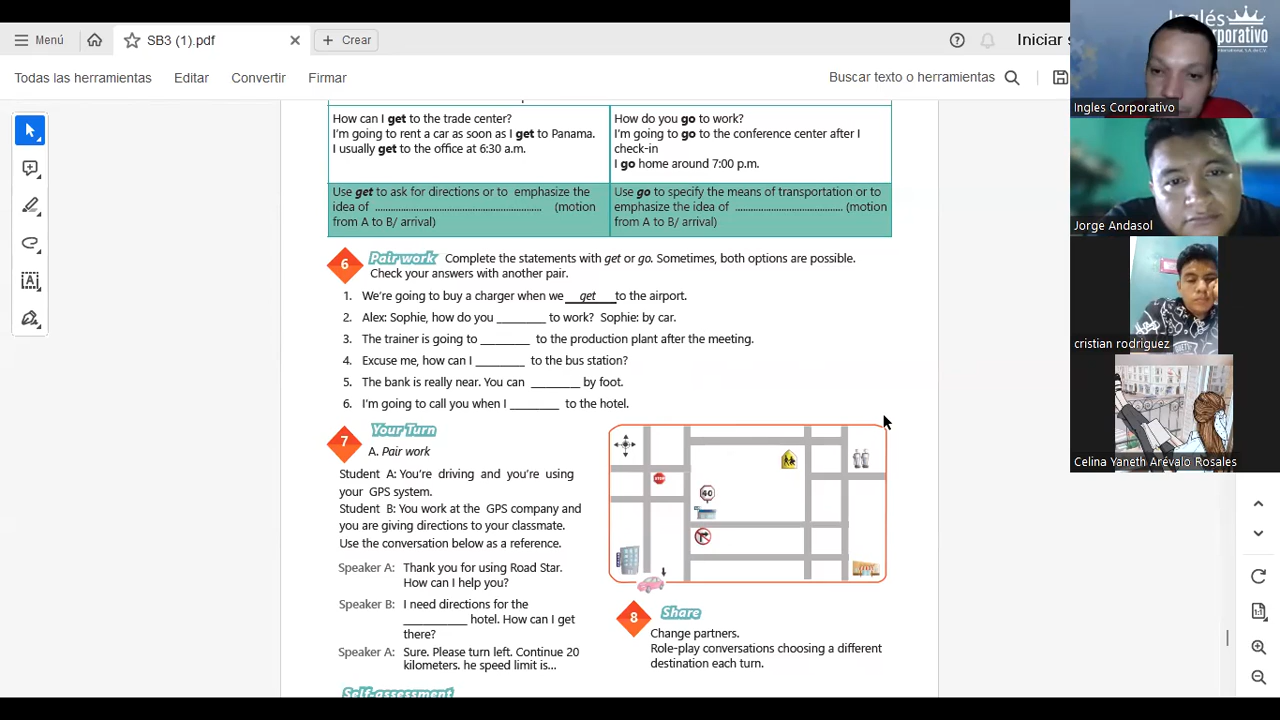 Menú
SB3 (1).pdf
Crear
Iniciar s
Todas las herramientas
Editar
Convertir
Firmar
Buscar texto o herramientas
How can I get to the trade center?
I'm going to rent a car as soon as I get to Panama.
I usually get to the office at 6:30 a.m.
How do you go to work?
I'm going to go to the conference center after I
check-in
I go home around 7:00 p.m.
Use get to ask for directions or to emphasize the
idea of ........................................................ (motion
from A to B/ arrival)
Use go to specify the means of transportation or to
emphasize the idea of ................................... (motion
from A to B/ arrival)
6 Pair work Complete the statements with get or go. Sometimes, both options are possible.
Check your answers with another pair.
1. We're going to buy a charger when we __get__ to the airport.
2. Alex: Sophie, how do you ________ to work? Sophie: by car.
3. The trainer is going to ________ to the production plant after the meeting.
4. Excuse me, how can I ________ to the bus station?
5. The bank is really near. You can ________ by foot.
6. I'm going to call you when I ________ to the hotel.
7 Your Turn
A. Pair work
Student A: You're driving and you're using
your GPS system.
Student B: You work at the GPS company and
you are giving directions to your classmate.
Use the conversation below as a reference.
Speaker A: Thank you for using Road Star.
How can I help you?
Speaker B: I need directions for the
__________ hotel. How can I get
there?
Speaker A: Sure. Please turn left. Continue 20
kilometers. he speed limit is...
STOP
40
8 Share
Change partners.
Role-play conversations choosing a different
destination each turn.
Self-assessment
Inglés
Corporativo
Ingles Corporativo
Jorge Andasol
cristian rodriguez
Celina Yaneth Arévalo Rosales